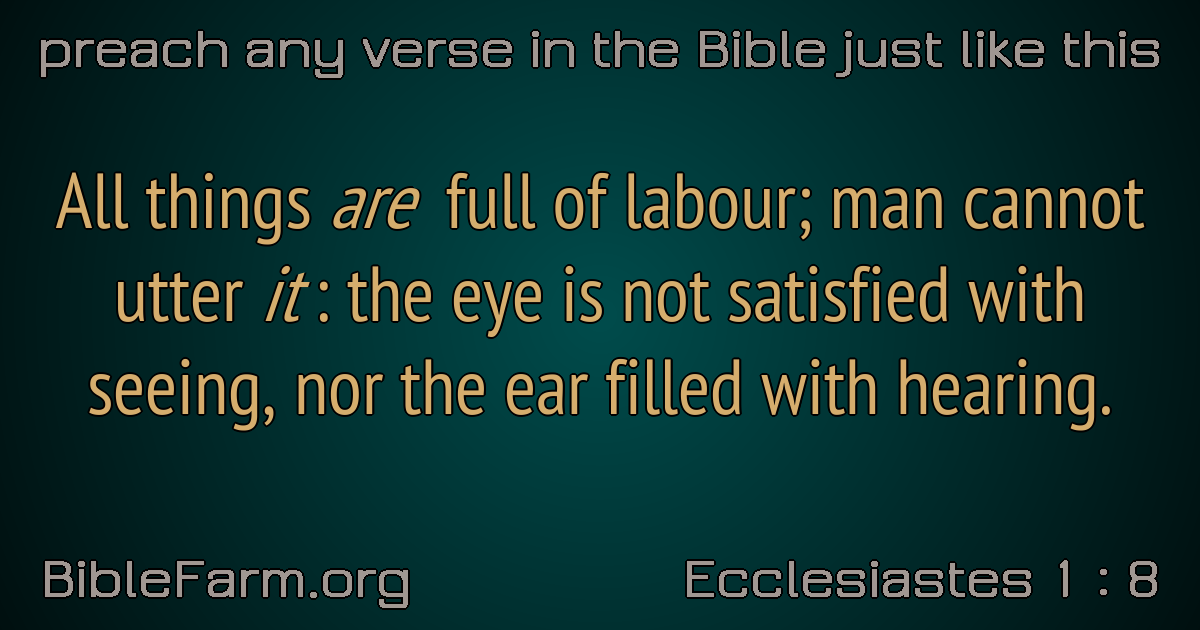 preach any verse in the Bible just like this
All things are full of labour; man cannot
utter it: the eye is not satisfied with
seeing, nor the ear filled with hearing.
BibleFarm.org
Ecclesiastes 1 : 8